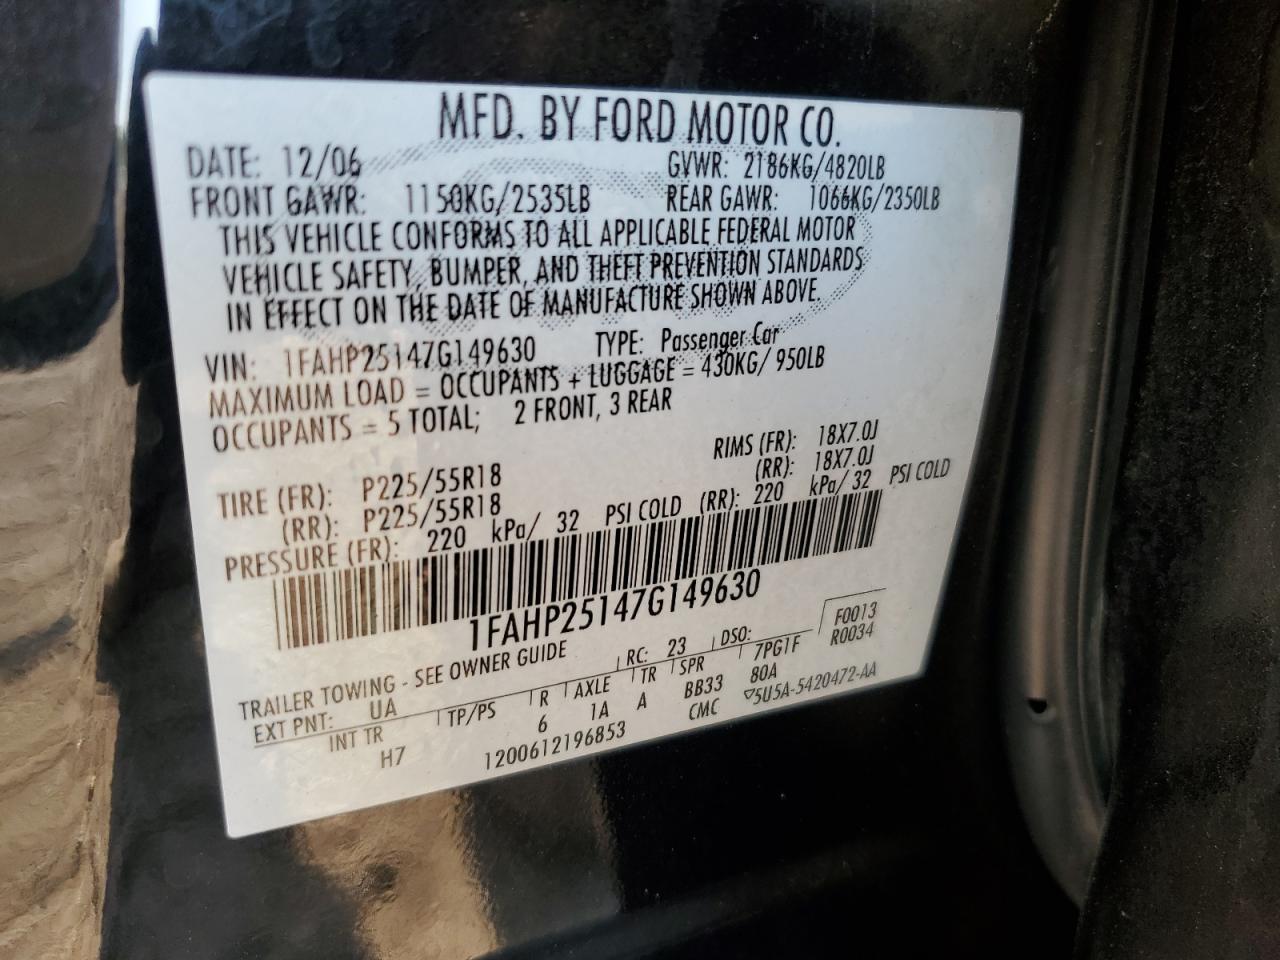 MFD. BY FORD MOTOR CO.
DATE: 12/06 GVWR: 2186KG/4820LB
FRONT GAWR: 1150KG/2535LB REAR GAWR: 1066KG/2350LB
THIS VEHICLE CONFORMS TO ALL APPLICABLE FEDERAL MOTOR
VEHICLE SAFETY, BUMPER, AND THEFT PREVENTION STANDARDS
IN EFFECT ON THE DATE OF MANUFACTURE SHOWN ABOVE.
VIN: 1FAHP25147G149630 TYPE: Passenger Car
MAXIMUM LOAD = OCCUPANTS + LUGGAGE = 430KG/ 950LB
OCCUPANTS = 5 TOTAL; 2 FRONT, 3 REAR
TIRE (FR): P225/55R18 RIMS (FR): 18X7.0J
(RR): P225/55R18 (RR): 18X7.0J
PRESSURE (FR): 220 kPa/ 32 PSI COLD (RR): 220 kPa/ 32 PSI COLD
1FAHP25147G149630
TRAILER TOWING - SEE OWNER GUIDE F0013
EXT PNT: UA RC: 23 DSO: R0034
INT TR TP/PS R AXLE TR SPR 7PG1F
H7 6 1A A BB33 80A
1200612196853 CMC ▽5U5A-5420472-AA